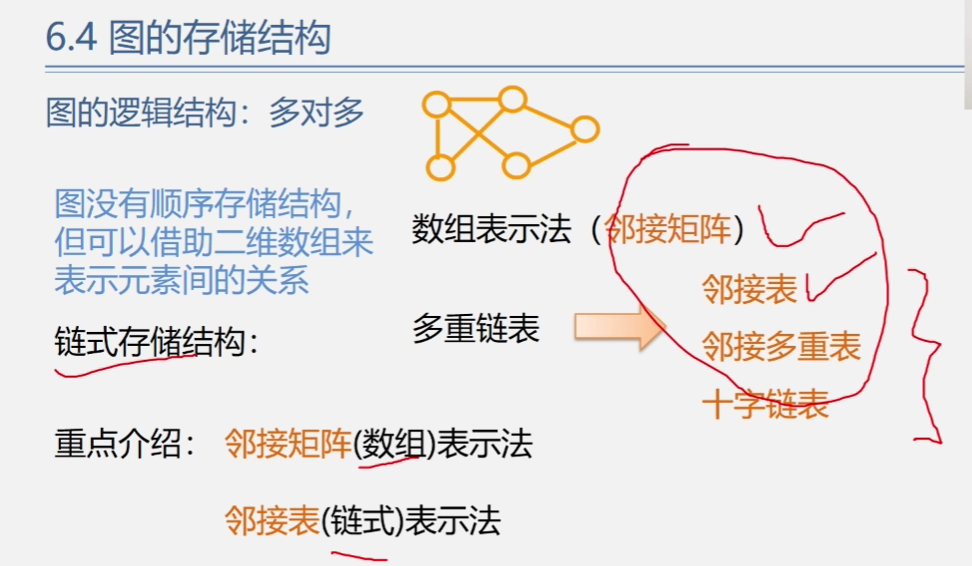 6.4 图的存储结构
图的逻辑结构：多对多
图没有顺序存储结构，
但可以借助二维数组来
表示元素间的关系
数组表示法（邻接矩阵）
链式存储结构：
多重链表
邻接表
邻接多重表
十字链表
重点介绍： 邻接矩阵(数组)表示法
邻接表(链式)表示法